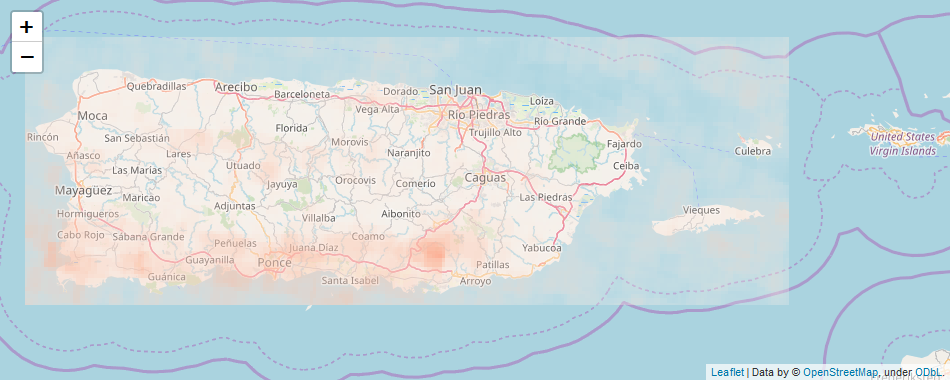 +
−
Quebradillas
Arecibo
Barceloneta
Dorado
San Juan
Loíza
Vega Alta
Moca
Río Piedras
Río Grande
Florida
Trujillo Alto
Rincón
San Sebastián
Morovis
Fajardo
Culebra
United States
Virgin Islands
Añasco
Lares
Naranjito
Utuado
Ceiba
Las Marías
Caguas
Mayagüez
Jayuya
Orocovis
Comerio
Maricao
Las Piedras
Adjuntas
Hormigueros
Villalba
Aibonito
Vieques
Cabo Rojo
Sabana Grande
Peñuelas
Juana Díaz
Coamo
Yabucoa
Guayanilla
Ponce
Patillas
Guánica
Santa Isabel
Arroyo
Leaflet | Data by © OpenStreetMap, under ODbL.